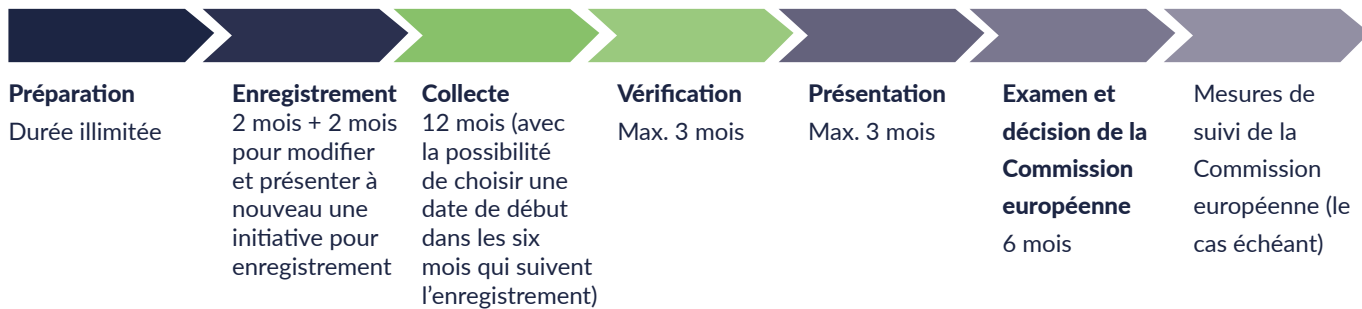 Préparation
Durée illimitée
Enregistrement
2 mois + 2 mois
pour modifier
et présenter à
nouveau une
initiative pour
enregistrement
Collecte
12 mois (avec
la possibilité
de choisir une
date de début
dans les six
mois qui suivent
l’enregistrement)
Vérification
Max. 3 mois
Présentation
Max. 3 mois
Examen et
décision de la
Commission
européenne
6 mois
Mesures de
suivi de la
Commission
européenne (le
cas échéant)